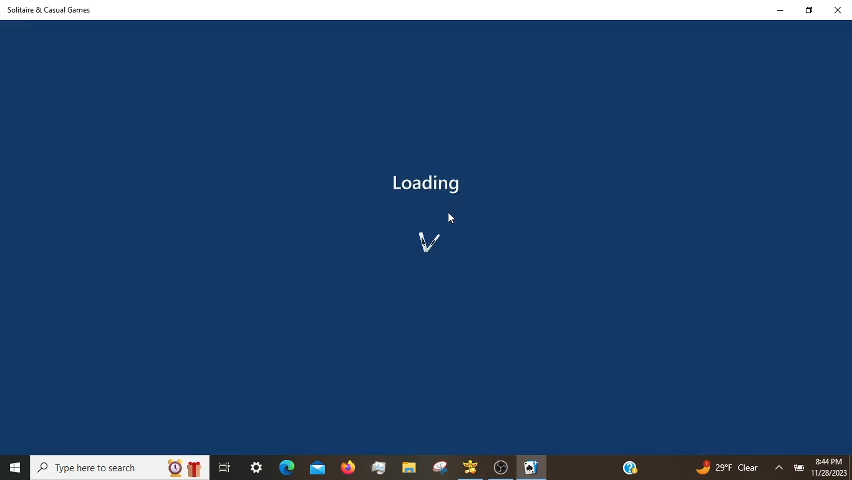 Solitaire & Casual Games
Loading
Type here to search
29°F Clear
8:44 PM
11/28/2023